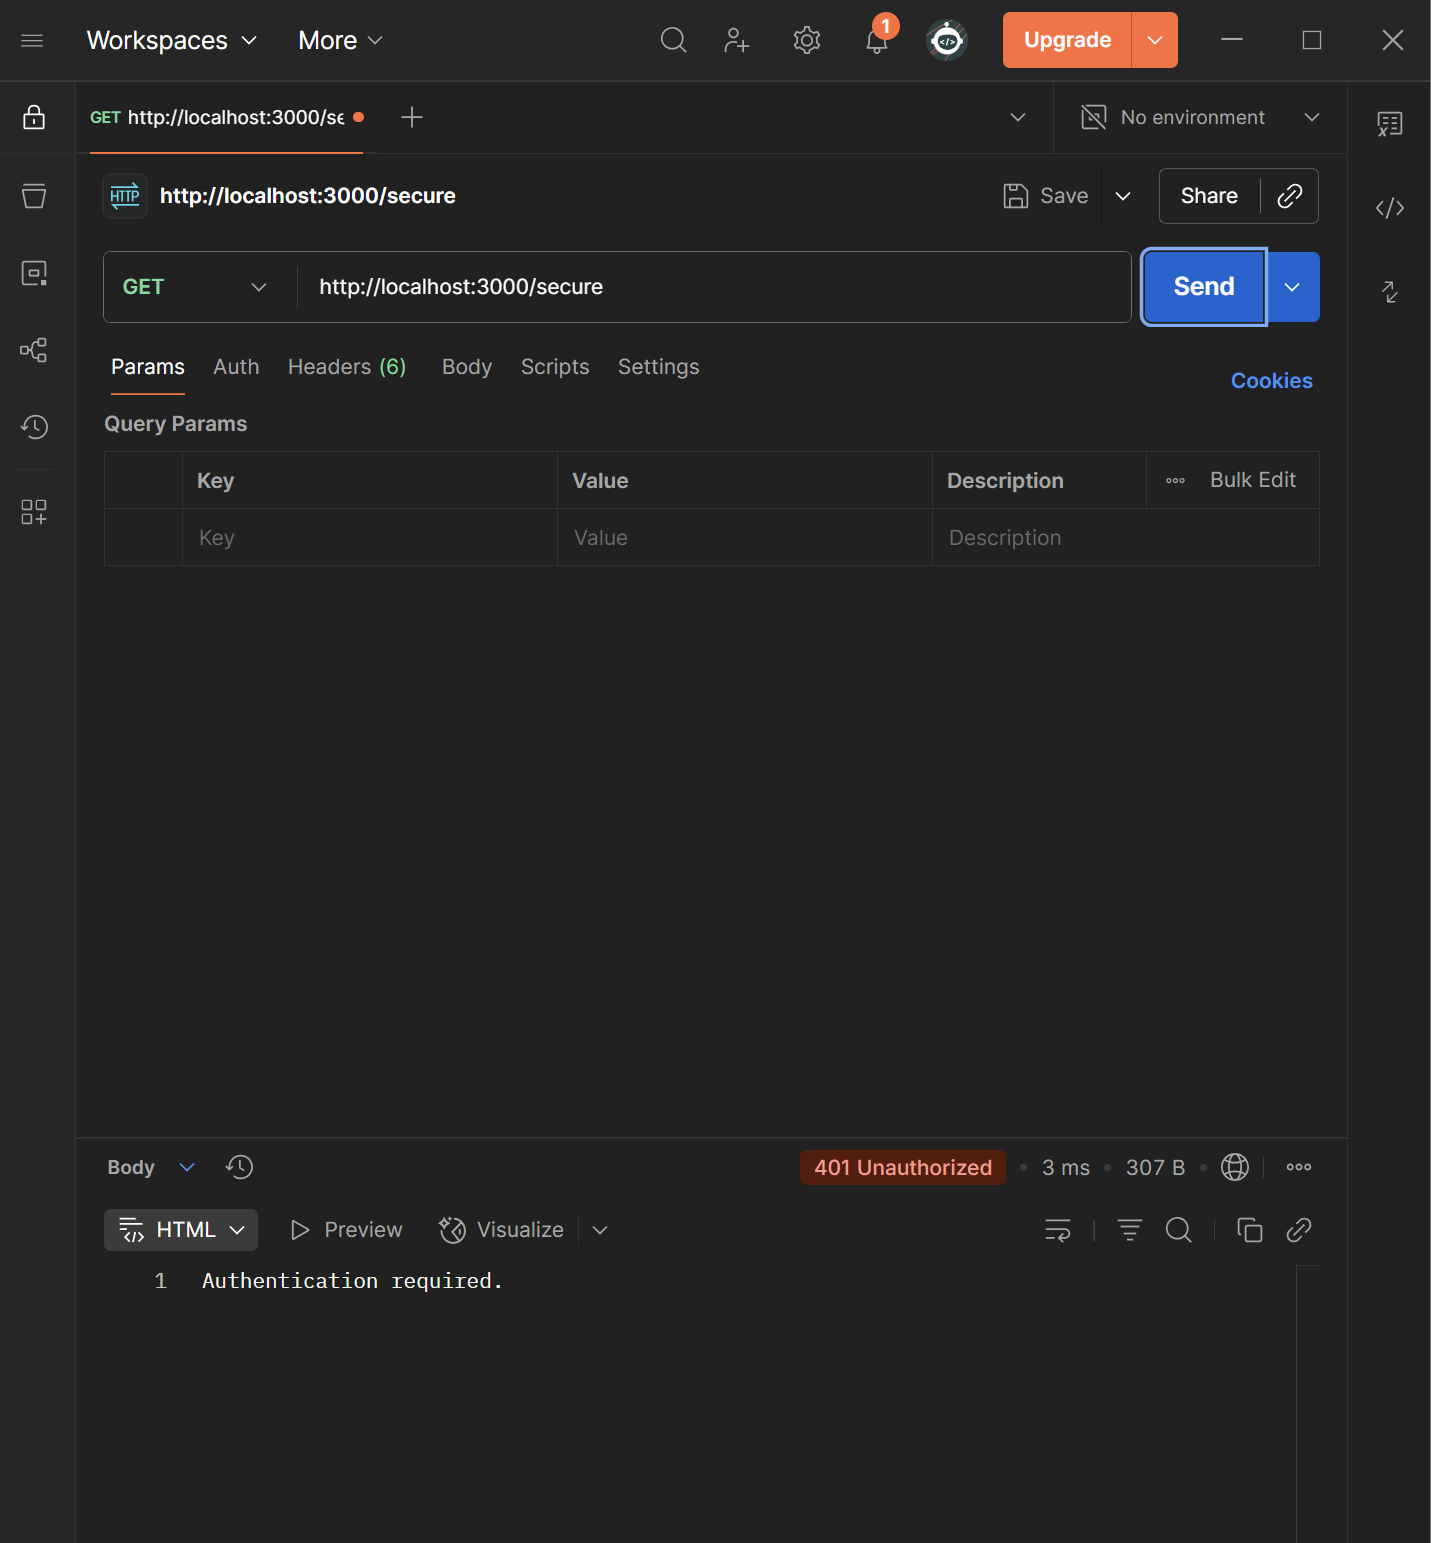 Workspaces More 1 Upgrade
GET http://localhost:3000/se No environment
HTTP http://localhost:3000/secure Save Share
GET http://localhost:3000/secure Send
Params Auth Headers (6) Body Scripts Settings
Cookies
Query Params
Key Value Description Bulk Edit
Key Value Description
Body 401 Unauthorized 3 ms 307 B
HTML Preview Visualize
1 Authentication required.